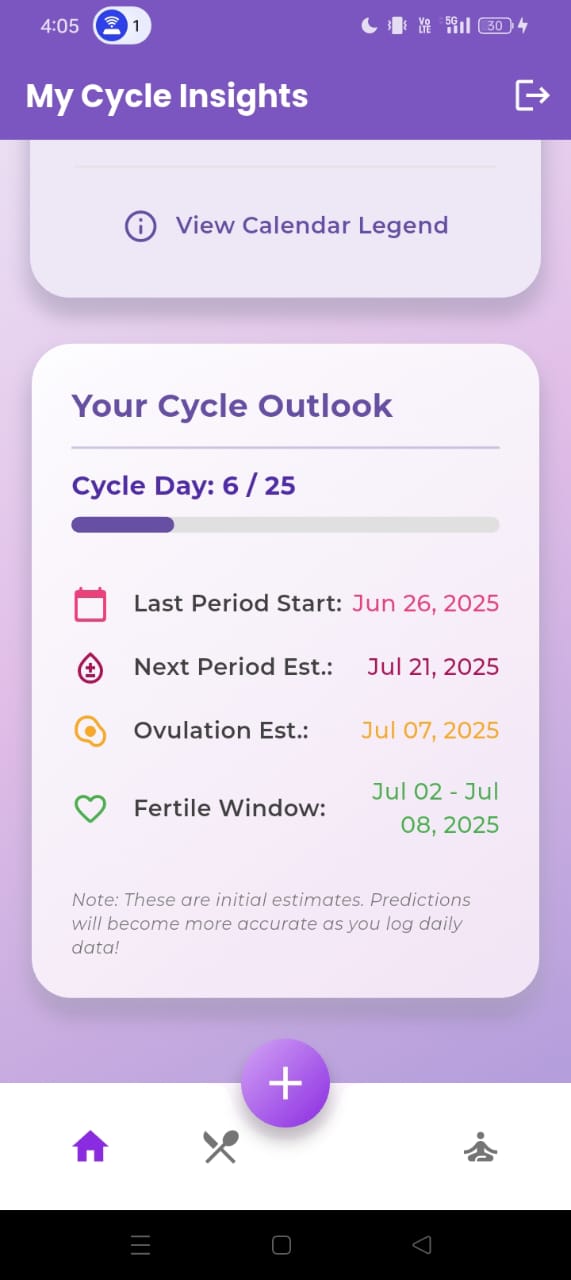 4:05
1
Vo
LTE
5G
30
My Cycle Insights
View Calendar Legend
Your Cycle Outlook
Cycle Day: 6 / 25
Last Period Start: Jun 26, 2025
Next Period Est.: Jul 21, 2025
Ovulation Est.: Jul 07, 2025
Fertile Window: Jul 02 - Jul
08, 2025
Note: These are initial estimates. Predictions
will become more accurate as you log daily
data!